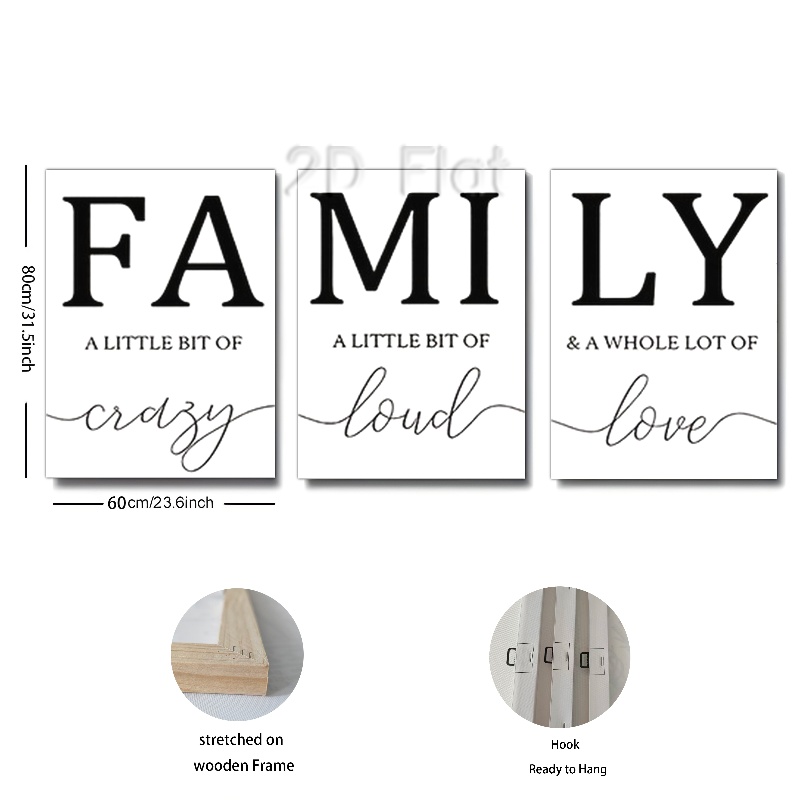 2D Flat
FA
A LITTLE BIT OF
crazy
MI
A LITTLE BIT OF
loud
LY
& A WHOLE LOT OF
love
80cm/31.5inch
60cm/23.6inch
stretched on
wooden Frame
Hook
Ready to Hang